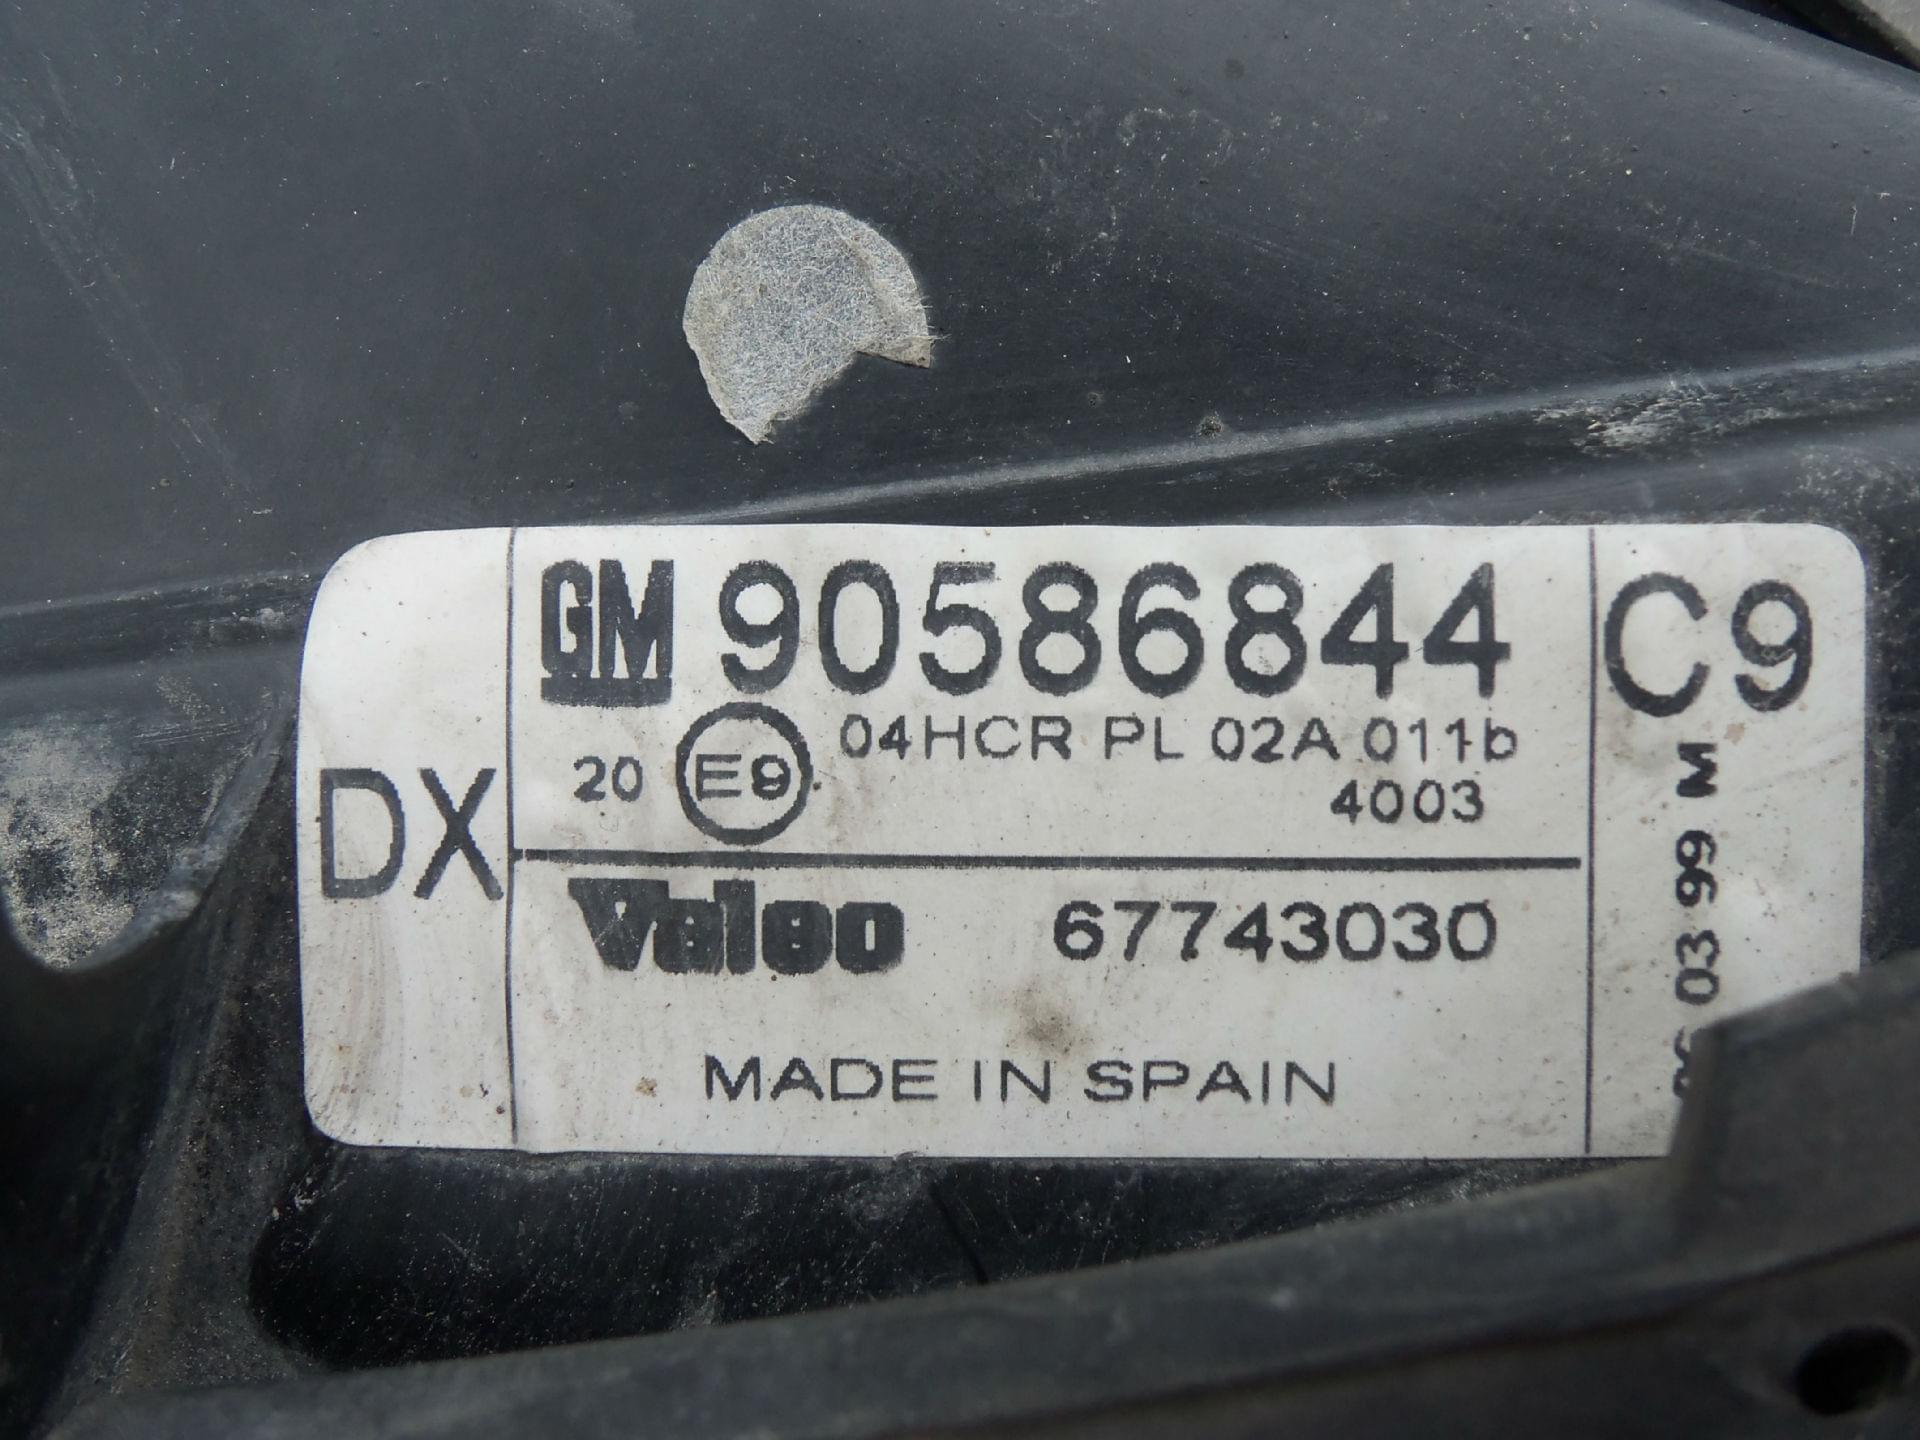 DX
GM 90586844
20 E9 04HCR PL 02A 011b
4003
Valeo 67743030
MADE IN SPAIN
C9
03 99 M